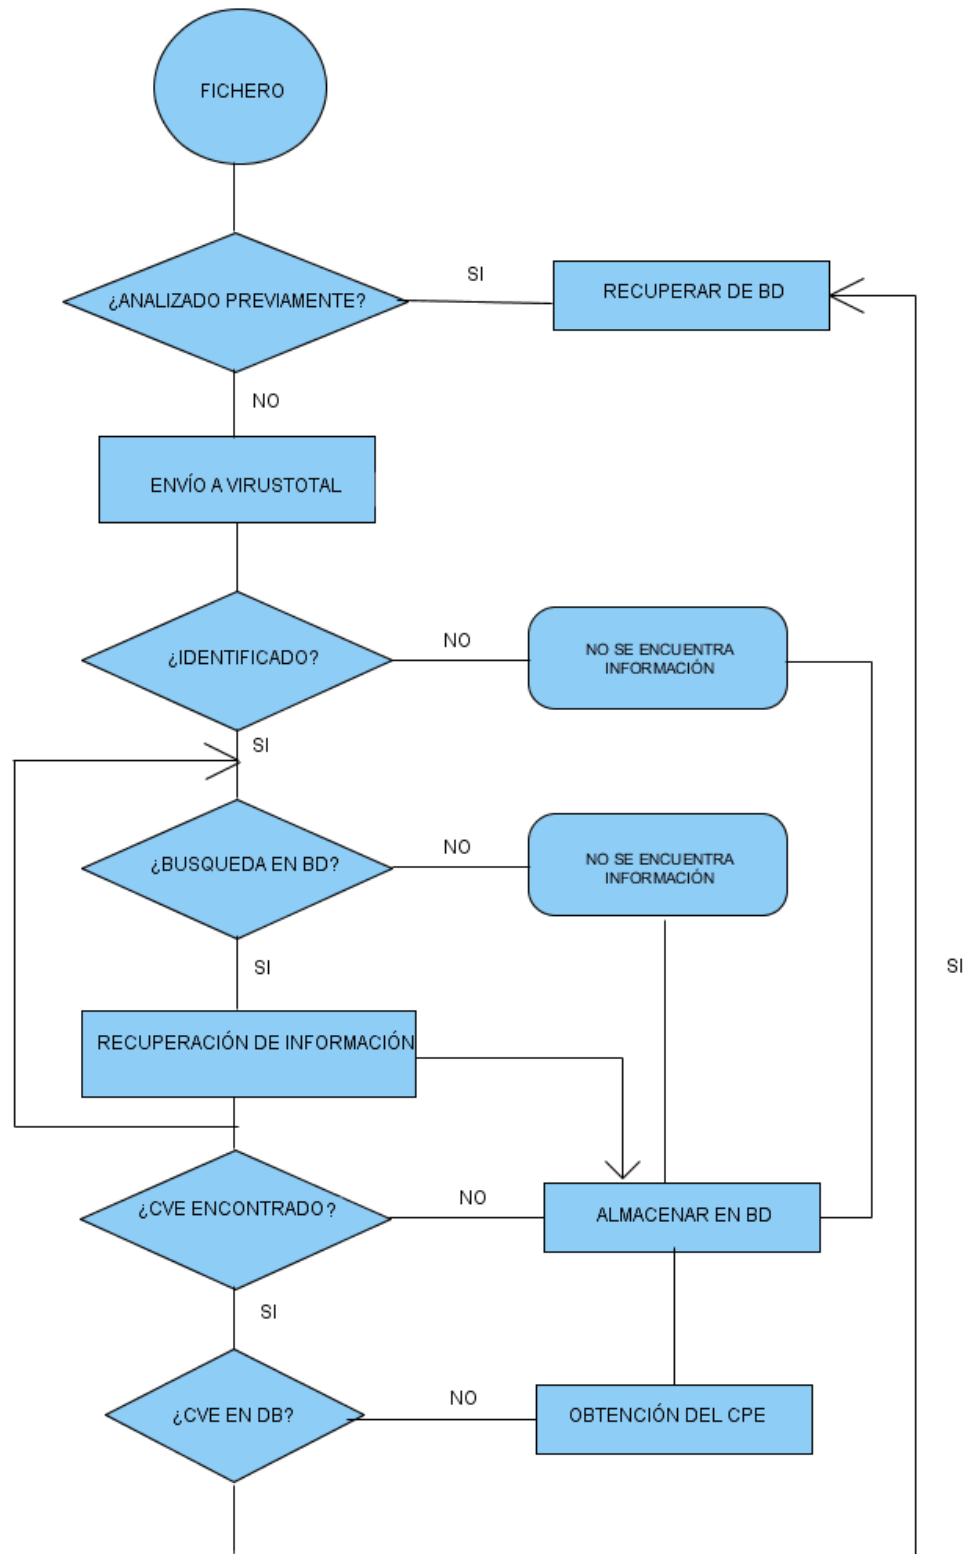 FICHERO
¿ANALIZADO PREVIAMENTE?
SI
RECUPERAR DE BD
NO
ENVÍO A VIRUSTOTAL
¿IDENTIFICADO?
NO
NO SE ENCUENTRA
INFORMACIÓN
SI
¿BUSQUEDA EN BD?
NO
NO SE ENCUENTRA
INFORMACIÓN
SI
SI
RECUPERACIÓN DE INFORMACIÓN
¿CVE ENCONTRADO?
NO
ALMACENAR EN BD
SI
¿CVE EN DB?
NO
OBTENCIÓN DEL CPE